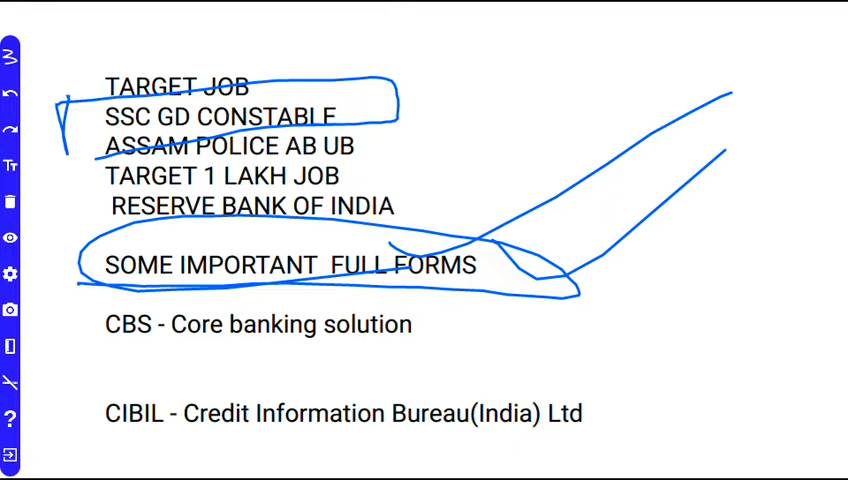 TARGET JOB
SSC GD CONSTABLE
ASSAM POLICE AB UB
TARGET 1 LAKH JOB
RESERVE BANK OF INDIA
SOME IMPORTANT FULL FORMS
CBS - Core banking solution
CIBIL - Credit Information Bureau(India) Ltd